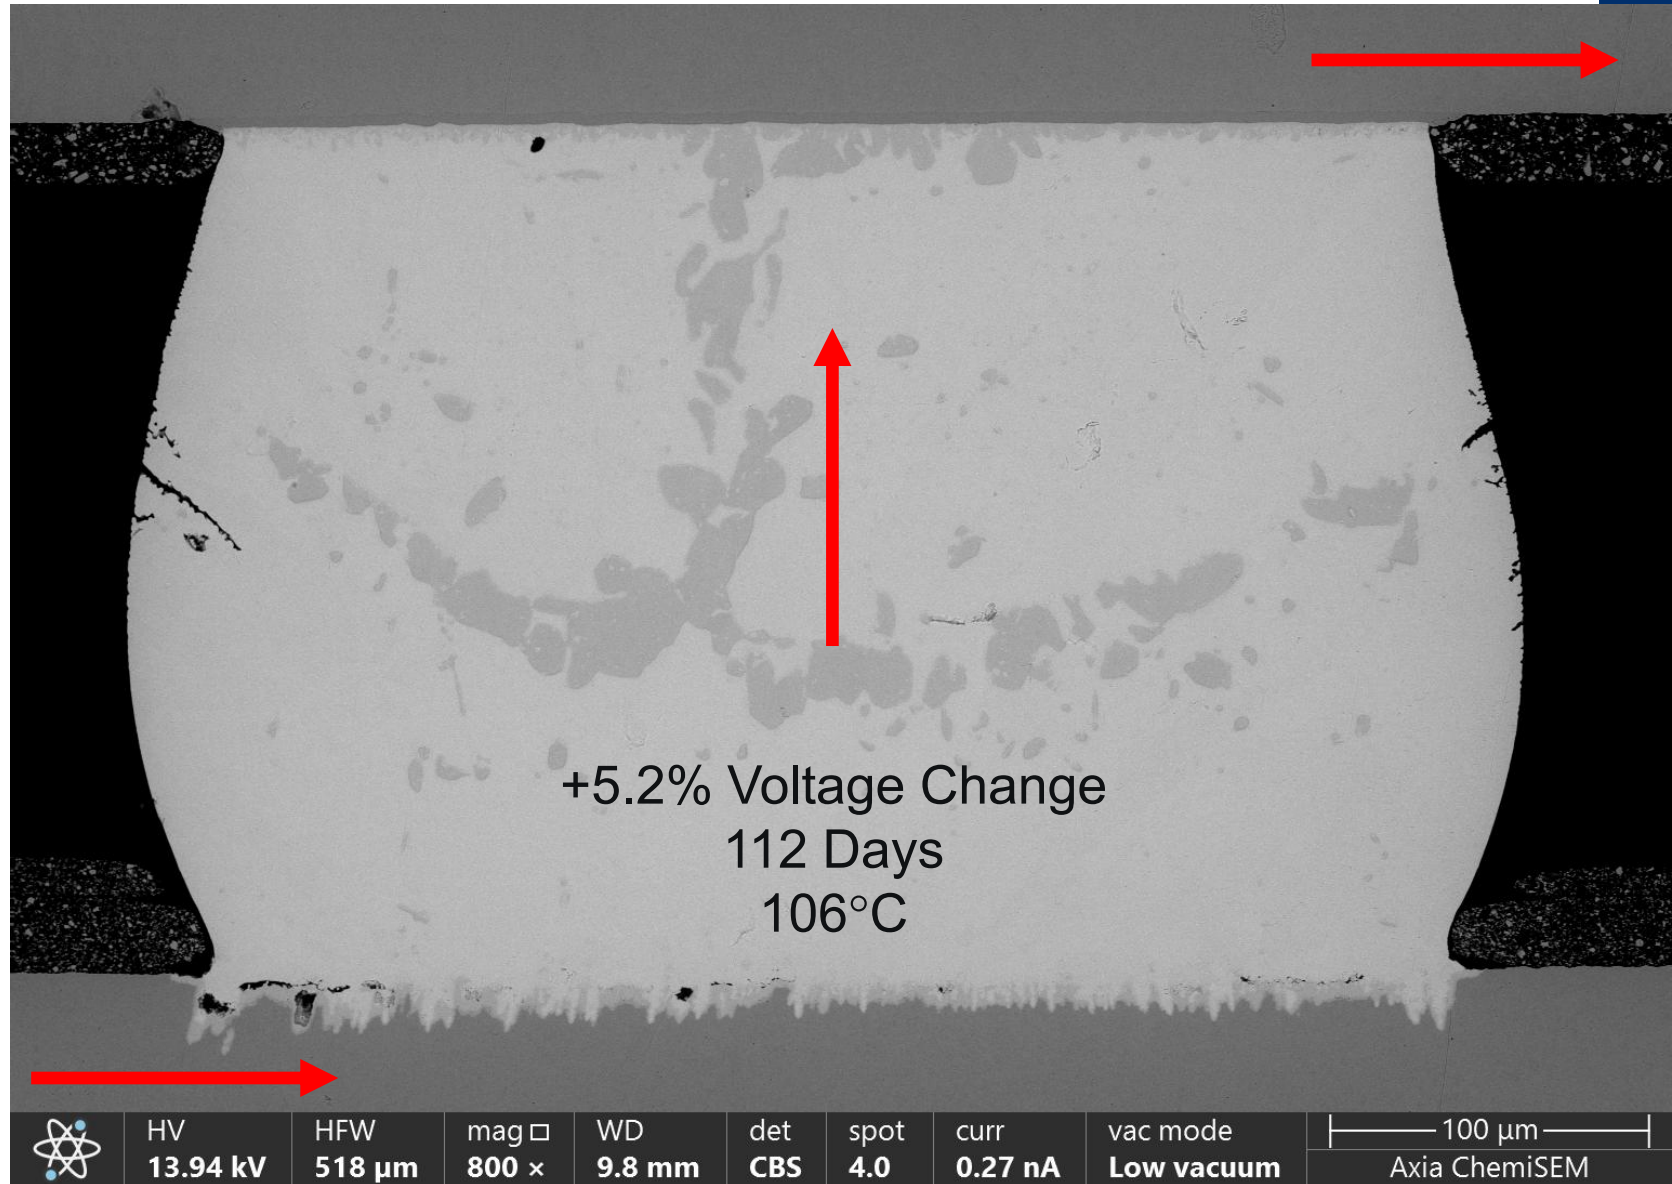 +5.2% Voltage Change
112 Days
106°C
HV HFW mag □ WD det spot curr vac mode 100 µm
13.94 kV 518 µm 800 × 9.8 mm CBS 4.0 0.27 nA Low vacuum Axia ChemiSEM